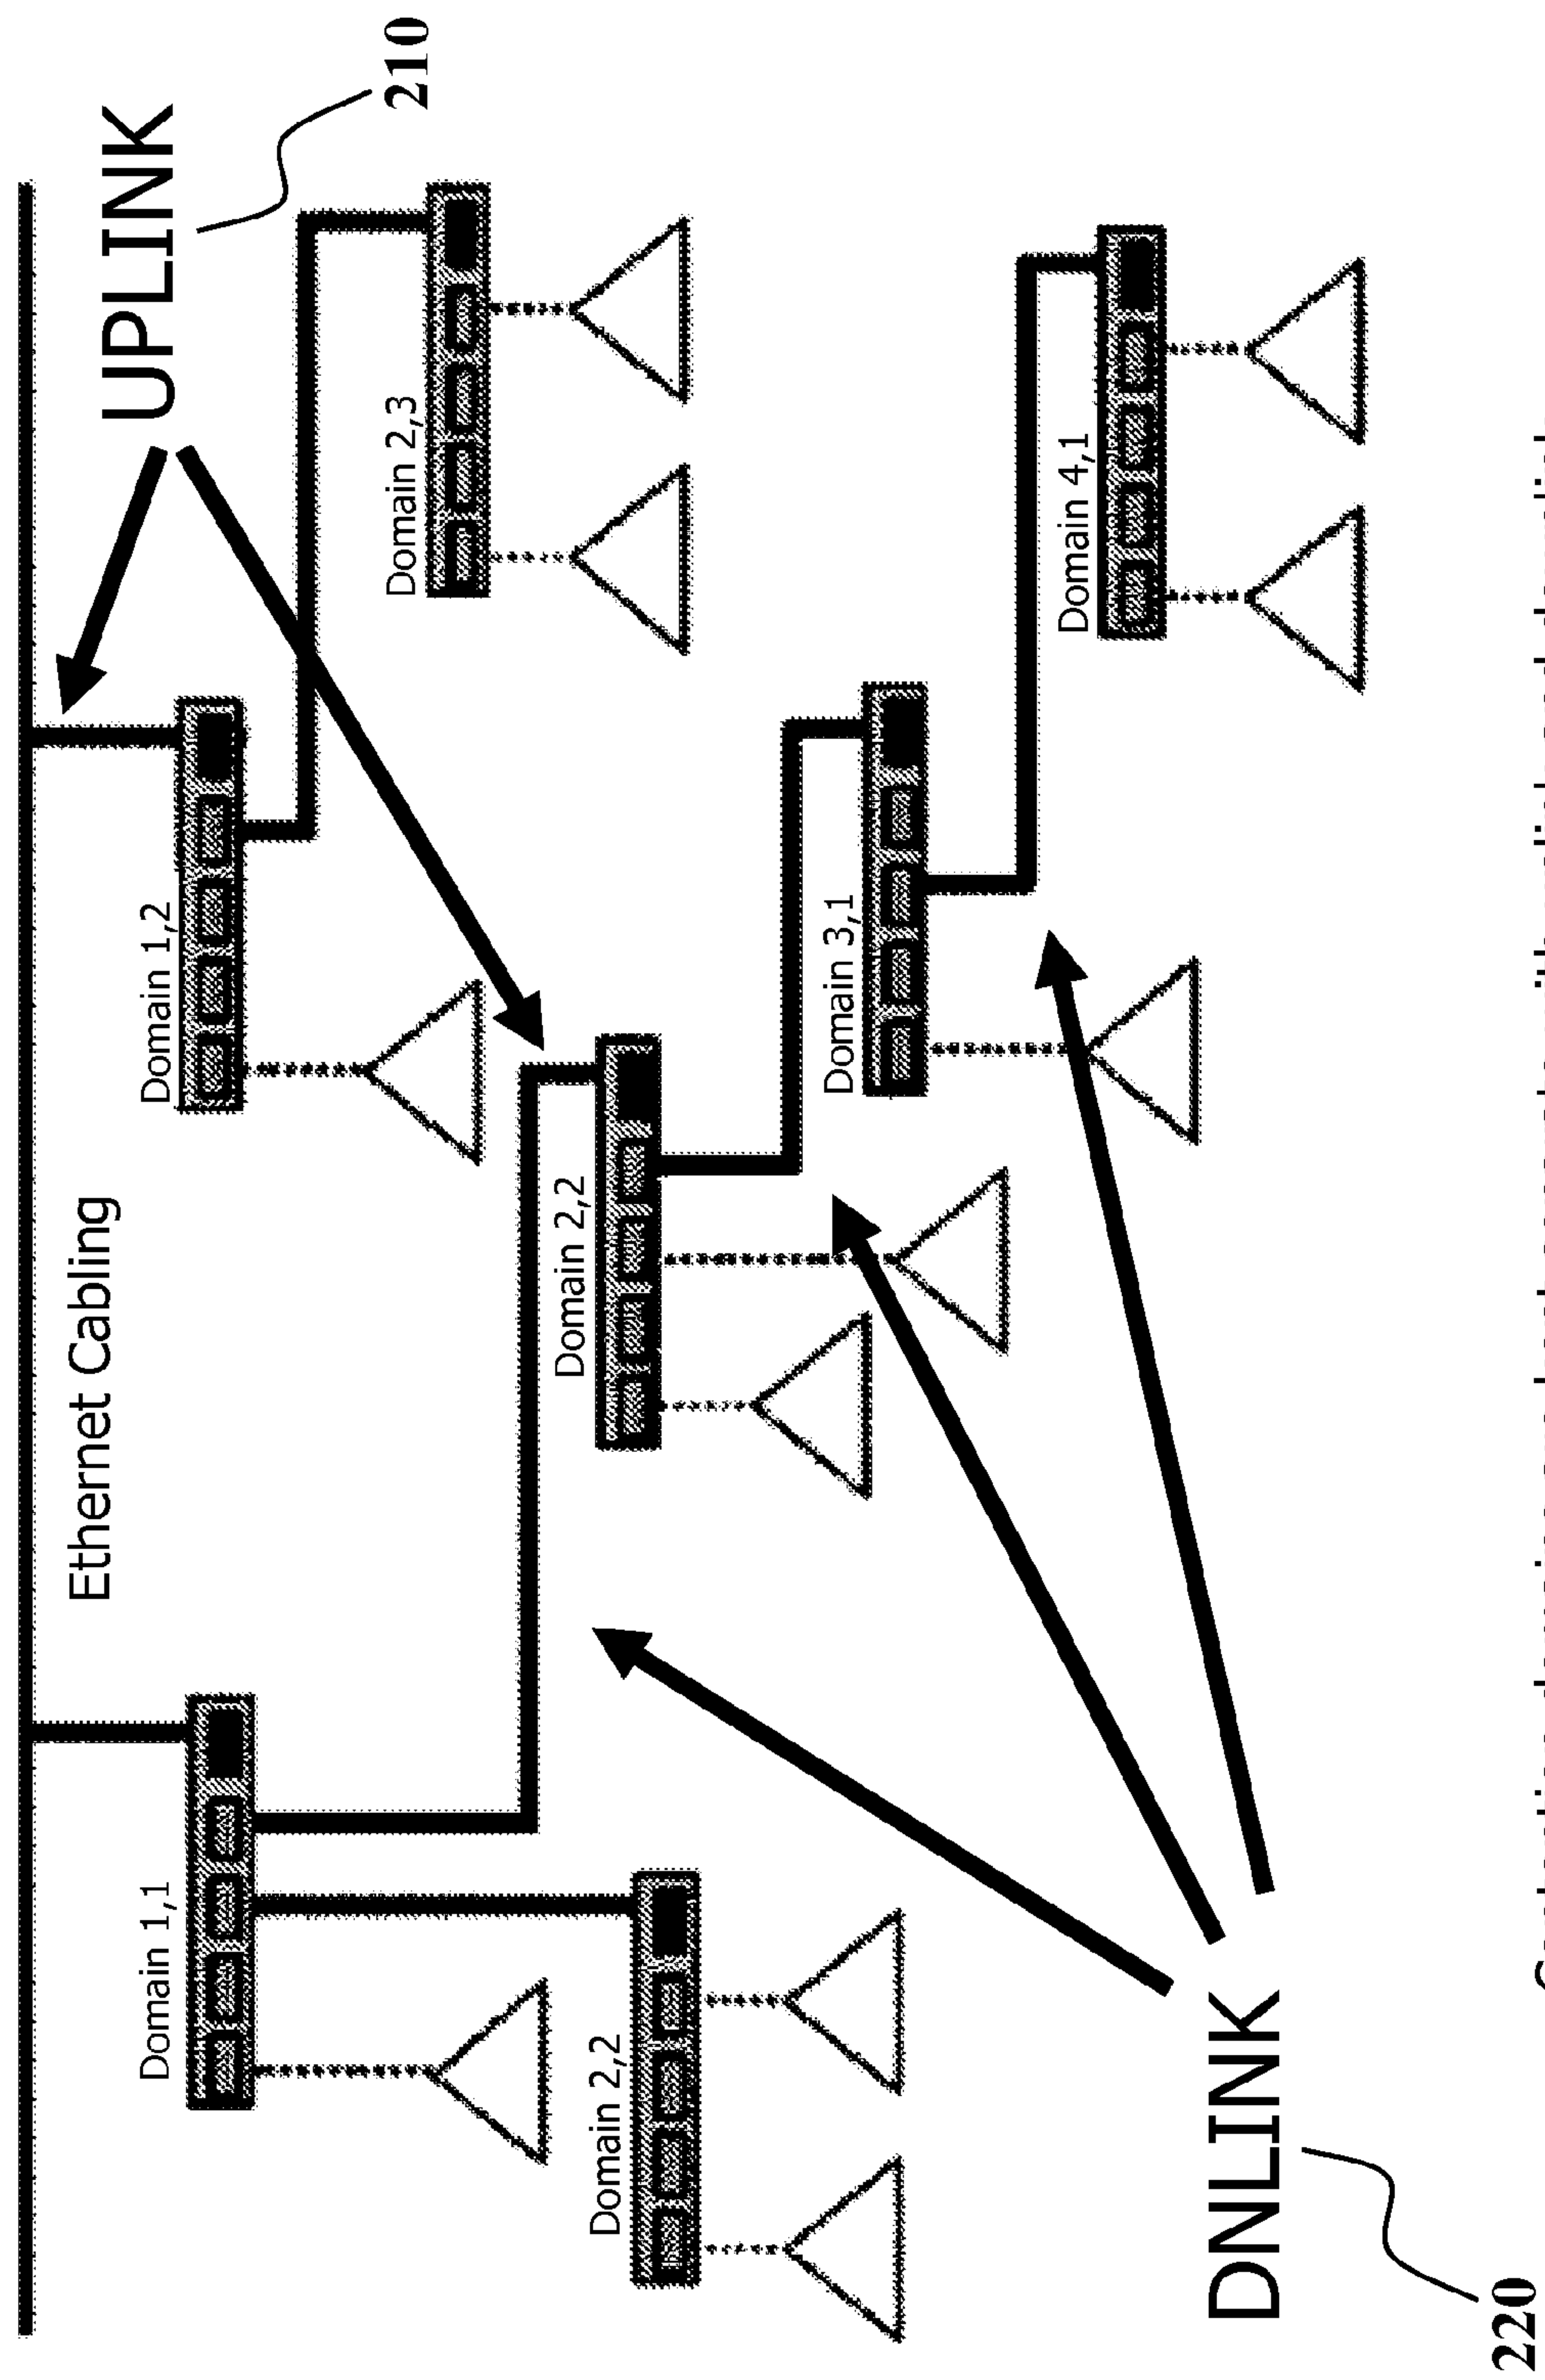 Ethernet Cabling
UPLINK
210
Domain 1,1
Domain 1,2
Domain 2,3
Domain 2,2
Domain 2,2
Domain 3,1
Domain 4,1
DNLINK
220